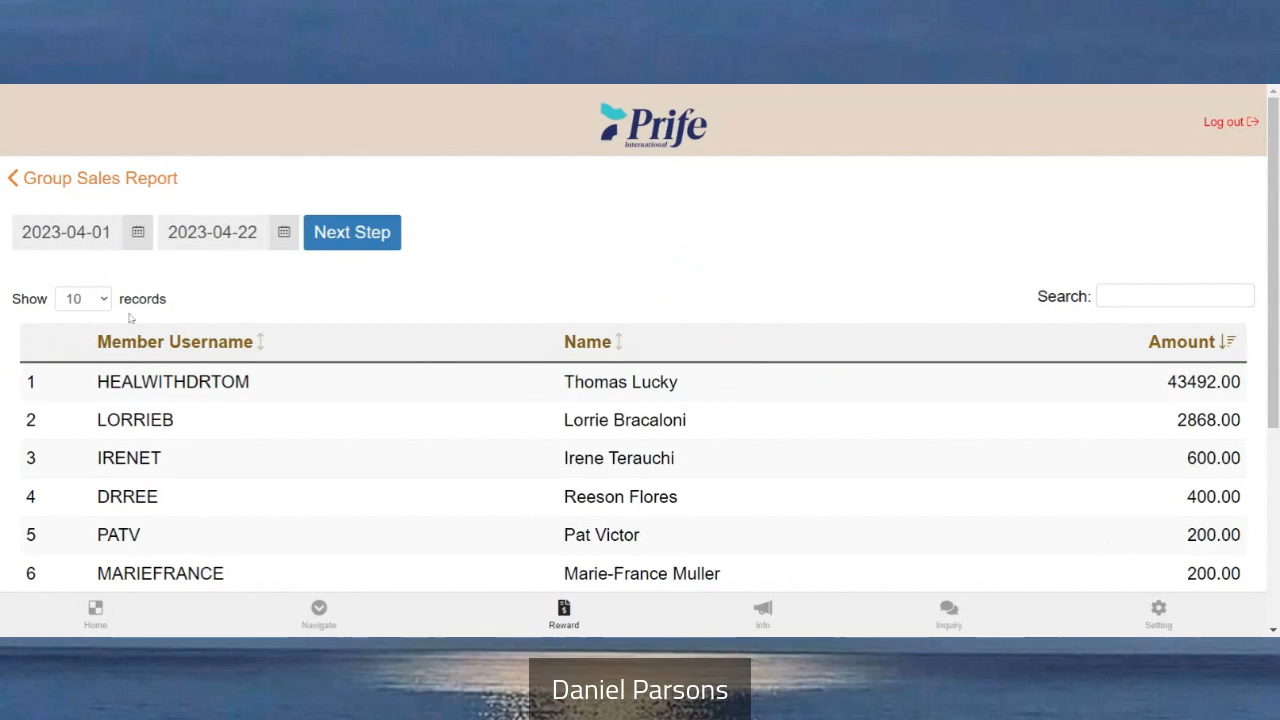 Prife
International
Log out
Group Sales Report
2023-04-01 2023-04-22 Next Step
Show 10 records Search:
Member Username Name Amount
1 HEALWITHDRTOM Thomas Lucky 43492.00
2 LORRIEB Lorrie Bracaloni 2868.00
3 IRENET Irene Terauchi 600.00
4 DRREE Reeson Flores 400.00
5 PATV Pat Victor 200.00
6 MARIEFRANCE Marie-France Muller 200.00
Home Navigate Reward Info Inquiry Setting
Daniel Parsons